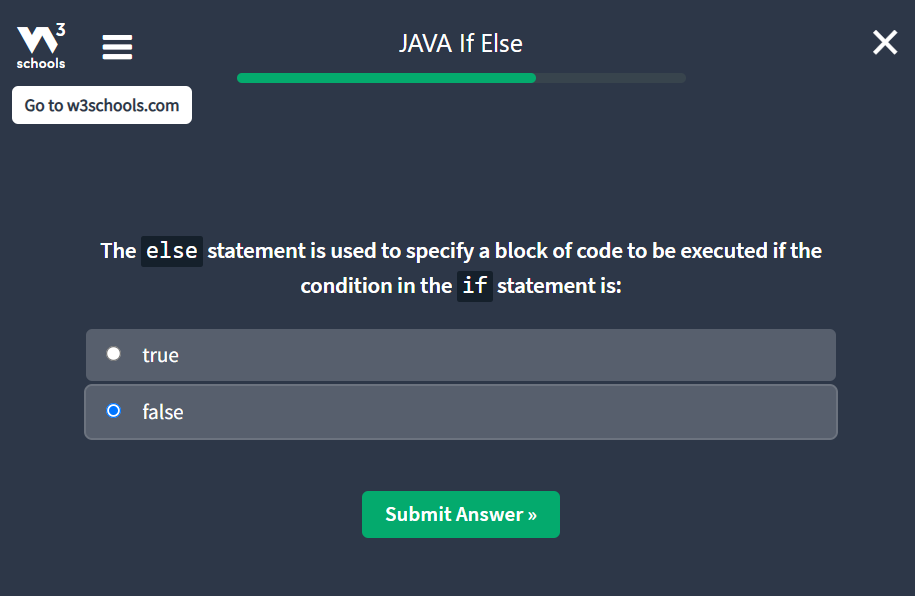 W3
schools
JAVA If Else
Go to w3schools.com
The else statement is used to specify a block of code to be executed if the
condition in the if statement is:
true
false
Submit Answer »